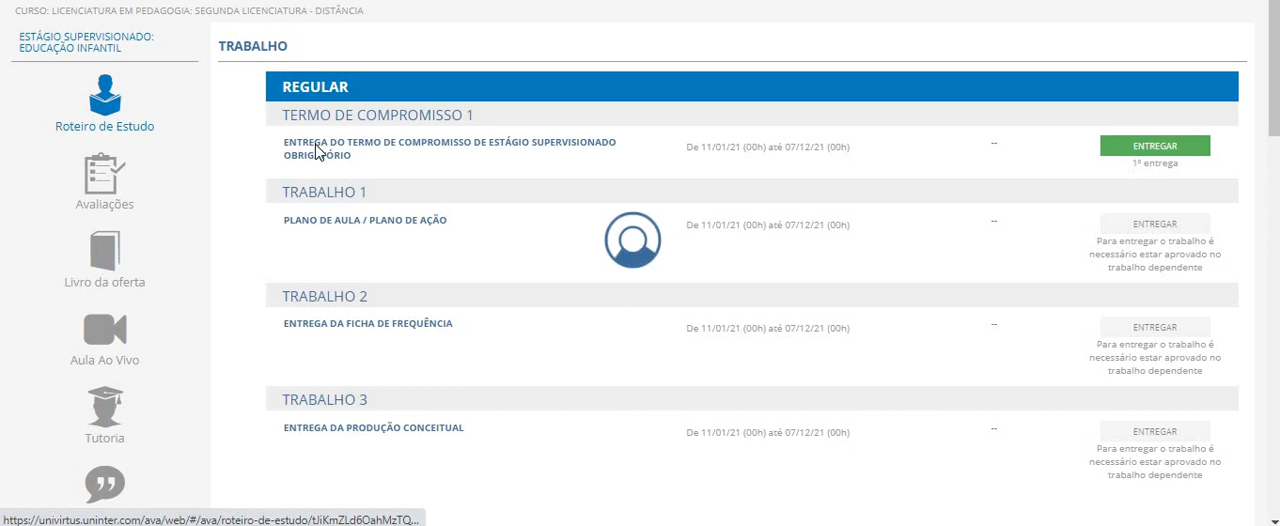 CURSO: LICENCIATURA EM PEDAGOGIA: SEGUNDA LICENCIATURA - DISTÂNCIA
ESTÁGIO SUPERVISIONADO:
EDUCAÇÃO INFANTIL
Roteiro de Estudo
Avaliações
Livro da oferta
Aula Ao Vivo
Tutoria
TRABALHO
REGULAR
TERMO DE COMPROMISSO 1
ENTREGA DO TERMO DE COMPROMISSO DE ESTÁGIO SUPERVISIONADO
OBRIGATÓRIO
De 11/01/21 (00h) até 07/12/21 (00h)
--
ENTREGAR
1º entrega
TRABALHO 1
PLANO DE AULA / PLANO DE AÇÃO
De 11/01/21 (00h) até 07/12/21 (00h)
--
ENTREGAR
Para entregar o trabalho é
necessário estar aprovado no
trabalho dependente
TRABALHO 2
ENTREGA DA FICHA DE FREQUÊNCIA
De 11/01/21 (00h) até 07/12/21 (00h)
--
ENTREGAR
Para entregar o trabalho é
necessário estar aprovado no
trabalho dependente
TRABALHO 3
ENTREGA DA PRODUÇÃO CONCEITUAL
De 11/01/21 (00h) até 07/12/21 (00h)
--
ENTREGAR
Para entregar o trabalho é
necessário estar aprovado no
trabalho dependente
https://univirtus.uninter.com/ava/web/#/ava/roteiro-de-estudo/tJiKmZLd6OahMzTQ...